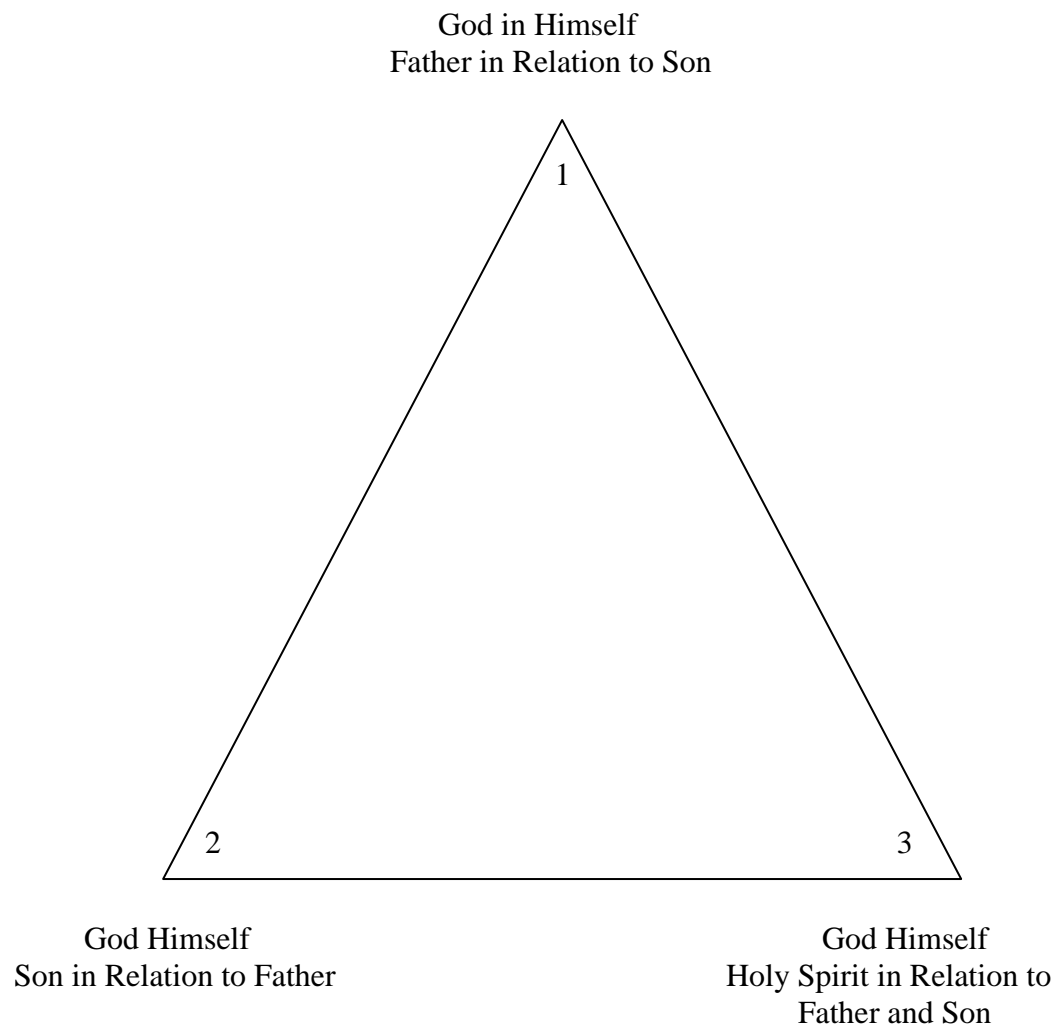 God in Himself
Father in Relation to Son
1
2
3
God Himself
Son in Relation to Father
God Himself
Holy Spirit in Relation to
Father and Son